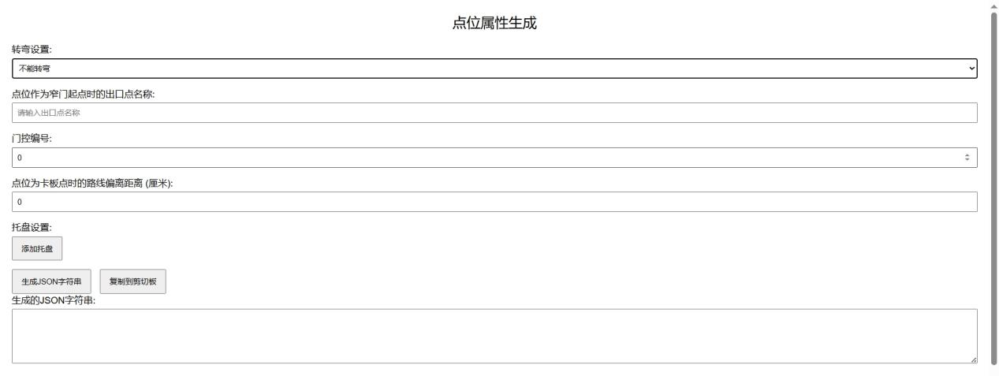 点位属性生成
转弯设置:
不能转弯
点位作为窄门起点时的出口点名称:
请输入出口点名称
门控编号:
0
点位为卡板点时的路线偏离距离 (厘米):
0
托盘设置:
添加托盘
生成JSON字符串 复制到剪切板
生成的JSON字符串: